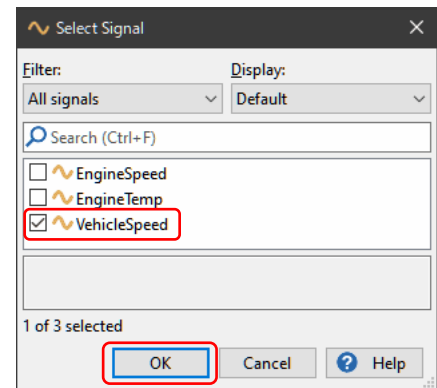 Select Signal
Filter: Display:
All signals Default
Search (Ctrl+F)
EngineSpeed
EngineTemp
VehicleSpeed
1 of 3 selected
OK Cancel Help